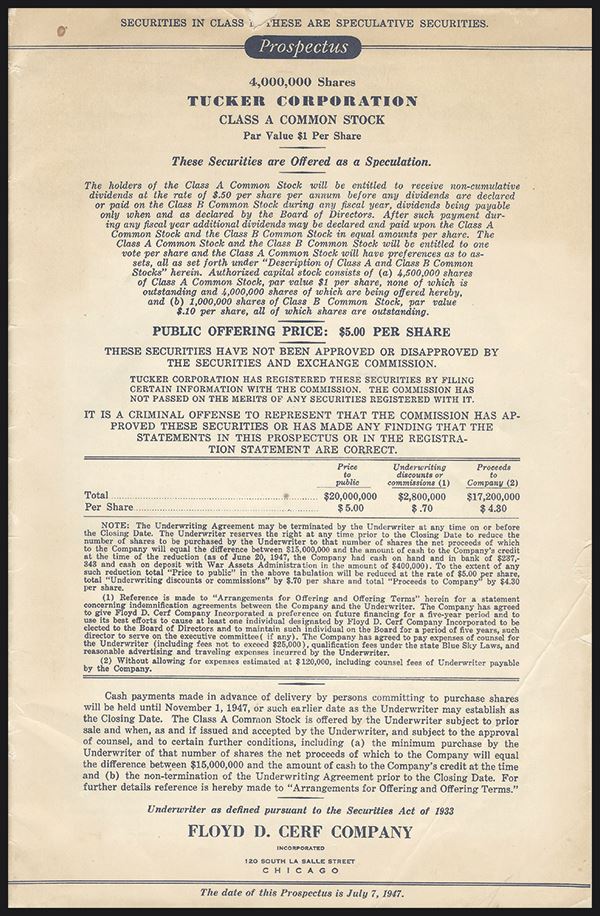 SECURITIES IN CLASS THESE ARE SPECULATIVE SECURITIES.
Prospectus
4,000,000 Shares
TUCKER CORPORATION
CLASS A COMMON STOCK
Par Value $1 Per Share
These Securities are Offered as a Speculation.
The holders of the Class A Common Stock will be entitled to receive non-cumulative
dividends at the rate of $.50 per share per annum before any dividends are declared
or paid on the Class B Common Stock during any fiscal year, dividends being payable
only when and as declared by the Board of Directors. After such payment dur-
ing any fiscal year additional dividends may be declared and paid upon the Class A
Common Stock and the Class B Common Stock in equal amounts per share. The
Class A Common Stock and the Class B Common Stock will be entitled to one
vote per share and the Class A Common Stock will have preferences as to as-
sets, all as set forth under "Description of Class A and Class B Common
Stocks" herein. Authorized capital stock consists of (a) 4,500,000 shares
of Class A Common Stock, par value $1 per share, none of which is
outstanding and 4,000,000 shares of which are being offered hereby,
and (b) 1,000,000 shares of Class B Common Stock, par value
$.10 per share, all of which shares are outstanding.
PUBLIC OFFERING PRICE: $5.00 PER SHARE
THESE SECURITIES HAVE NOT BEEN APPROVED OR DISAPPROVED BY
THE SECURITIES AND EXCHANGE COMMISSION.
TUCKER CORPORATION HAS REGISTERED THESE SECURITIES BY FILING
CERTAIN INFORMATION WITH THE COMMISSION. THE COMMISSION HAS
NOT PASSED ON THE MERITS OF ANY SECURITIES REGISTERED WITH IT.
IT IS A CRIMINAL OFFENSE TO REPRESENT THAT THE COMMISSION HAS AP-
PROVED THESE SECURITIES OR HAS MADE ANY FINDING THAT THE
STATEMENTS IN THIS PROSPECTUS OR IN THE REGISTRA-
TION STATEMENT ARE CORRECT.
Price to public Underwriting discounts or commissions (1) Proceeds to Company (2)
Total $20,000,000 $2,800,000 $17,200,000
Per Share $ 5.00 $ .70 $ 4.30
NOTE: The Underwriting Agreement may be terminated by the Underwriter at any time on or before
the Closing Date. The Underwriter reserves the right at any time prior to the Closing Date to reduce the
number of shares to be purchased by the Underwriter to that number of shares the net proceeds of which
to the Company will equal the difference between $15,000,000 and the amount of cash to the Company's credit
at the time of the reduction (as of June 20, 1947, the Company had cash on hand and in bank of $237,-
343 and cash on deposit with War Assets Administration in the amount of $400,000). To the extent of any
such reduction total "Price to public" in the above tabulation will be reduced at the rate of $5.00 per share,
total "Underwriting discounts or commissions" by $.70 per share and total "Proceeds to Company" by $4.30
per share.
(1) Reference is made to "Arrangements for Offering and Offering Terms" herein for a statement
concerning indemnification agreements between the Company and the Underwriter. The Company has agreed
to give Floyd D. Cerf Company Incorporated a preference on future financing for a five-year period and to
use its best efforts to cause at least one individual designated by Floyd D. Cerf Company Incorporated to be
elected to the Board of Directors and to maintain such individual on the Board for a period of five years, such
director to serve on the executive committee( if any). The Company has agreed to pay expenses of counsel for
the Underwriter (including fees not to exceed $25,000), qualification fees under the state Blue Sky Laws, and
reasonable advertising and traveling expenses incurred by the Underwriter.
(2) Without allowing for expenses estimated at $120,000, including counsel fees of Underwriter payable
by the Company.
Cash payments made in advance of delivery by persons committing to purchase shares
will be held until November 1, 1947, or such earlier date as the Underwriter may establish as
the Closing Date. The Class A Common Stock is offered by the Underwriter subject to prior
sale and when, as and if issued and accepted by the Underwriter, and subject to the approval
of counsel, and to certain further conditions, including (a) the minimum purchase by the
Underwriter of that number of shares the net proceeds of which to the Company will equal
the difference between $15,000,000 and the amount of cash to the Company's credit at the time
and (b) the non-termination of the Underwriting Agreement prior to the Closing Date. For
further details reference is hereby made to "Arrangements for Offering and Offering Terms."
Underwriter as defined pursuant to the Securities Act of 1933
FLOYD D. CERF COMPANY
INCORPORATED
120 SOUTH LA SALLE STREET
CHICAGO
The date of this Prospectus is July 7, 1947.